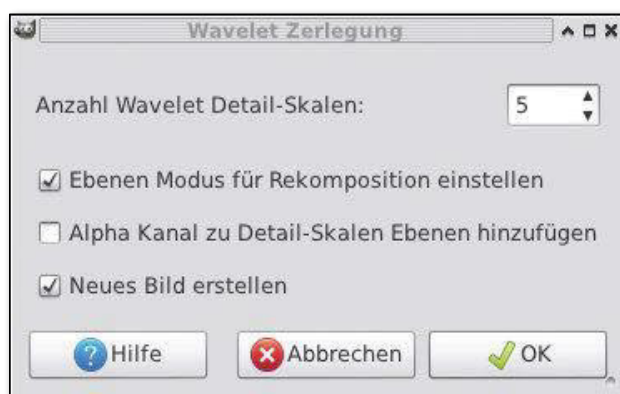 Wavelet Zerlegung
Anzahl Wavelet Detail-Skalen: 5
Ebenen Modus für Rekomposition einstellen
Alpha Kanal zu Detail-Skalen Ebenen hinzufügen
Neues Bild erstellen
Hilfe Abbrechen OK